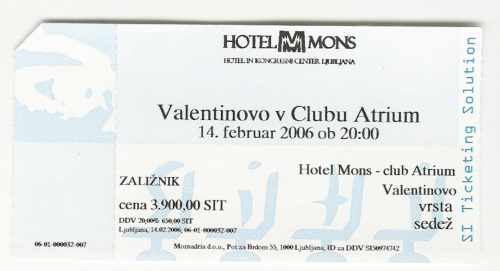 HOTEL MONS
HOTEL IN KONGRESNI CENTER LJUBLJANA
Valentinovo v Clubu Atrium
14. februar 2006 ob 20:00
Hotel Mons - club Atrium
ZALIŽNIK
Valentinovo
cena 3.900,00 SIT
vrsta
sedež
DDV 20,00% 650,00 SIT
Ljubljana, 14.02.2006, 06-01-000032-007
06-01-000032-007
Monadria d.o.u., Pot za Brdom 55, 1000 Ljubljana, ID za DDV SI50974742
SI Ticketing Solution